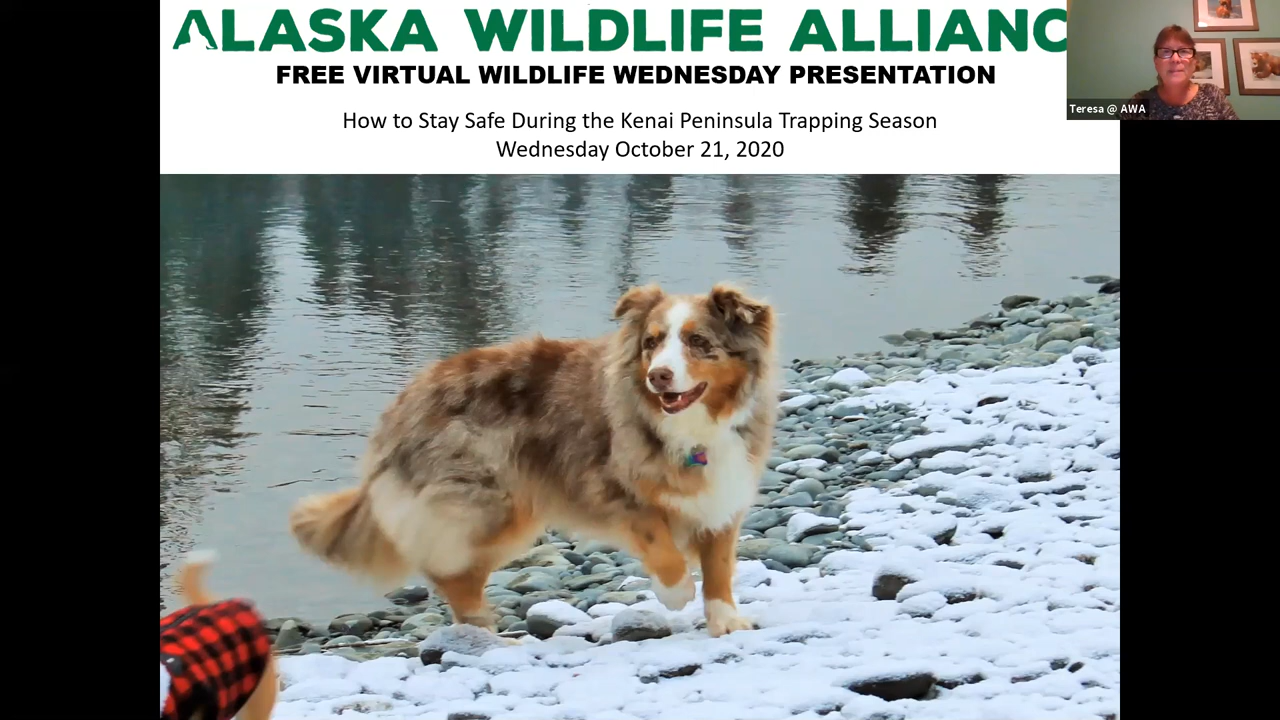 ALASKA WILDLIFE ALLIANC
FREE VIRTUAL WILDLIFE WEDNESDAY PRESENTATION
How to Stay Safe During the Kenai Peninsula Trapping Season
Wednesday October 21, 2020
Teresa @ AWA